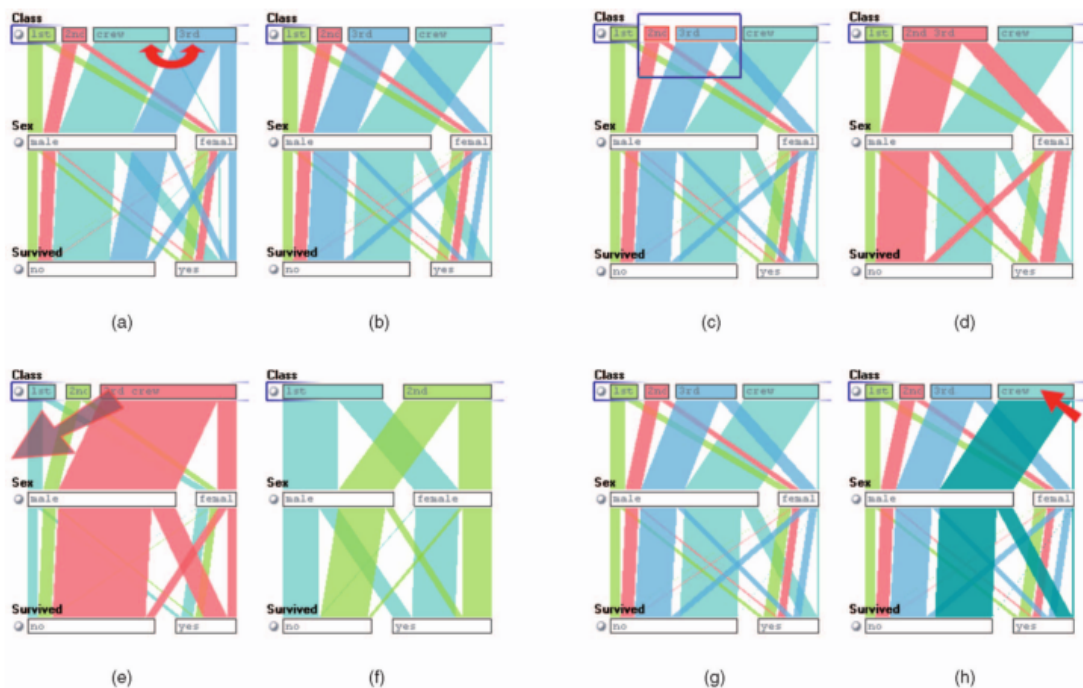 Class Class Class Class
1st 2nd crew 3rd 1st 2nd 3rd crew 1st 2nd 3rd crew 1st 2nd 3rd crew
Sex Sex Sex Sex
male femal male femal male femal male femal
Survived Survived Survived Survived
no yes no yes no yes no yes
(a) (b) (c) (d)
Class Class Class Class
1st 2nd 3rd crew 1st 2nd 1st 2nd 3rd crew 1st 2nd 3rd crew
Sex Sex Sex Sex
male femal male female male femal male femal
Survived Survived Survived Survived
no yes no yes no yes no yes
(e) (f) (g) (h)